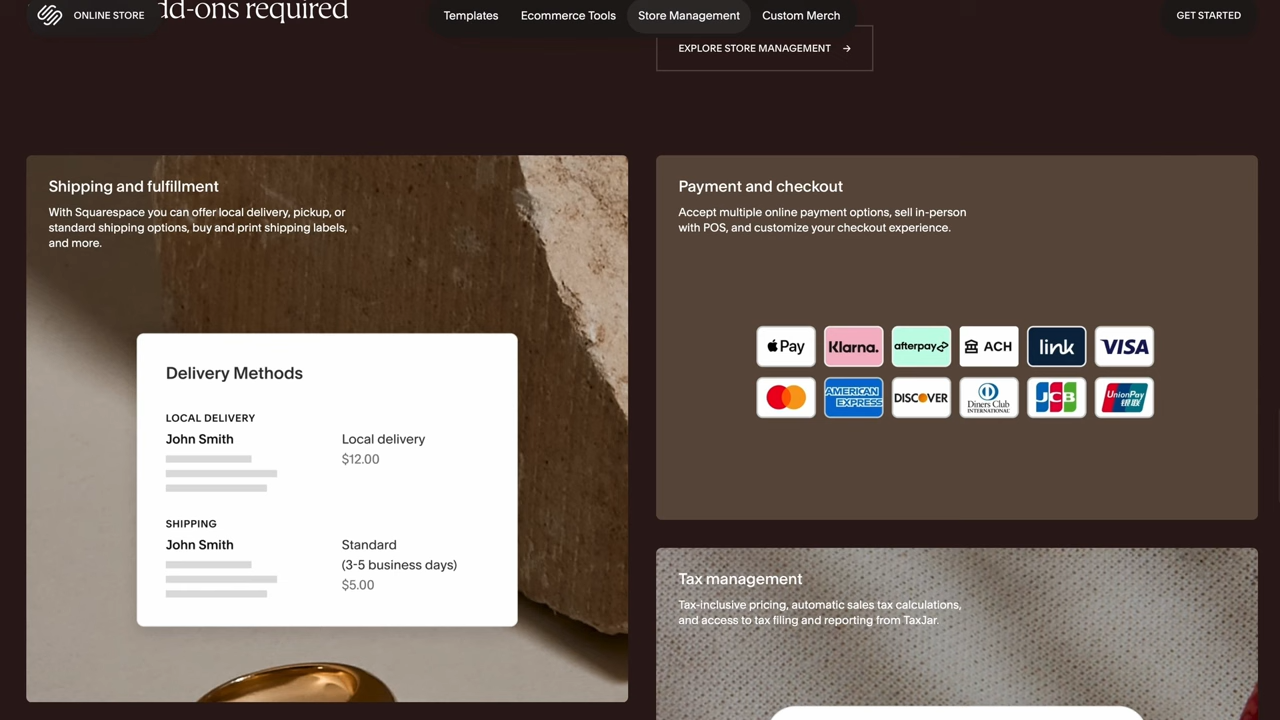 ONLINE STORE
Templates
Ecommerce Tools
Store Management
Custom Merch
GET STARTED
dd-ons required
EXPLORE STORE MANAGEMENT →
Shipping and fulfillment
With Squarespace you can offer local delivery, pickup, or
standard shipping options, buy and print shipping labels,
and more.
Delivery Methods
LOCAL DELIVERY
John Smith
Local delivery
$12.00
SHIPPING
John Smith
Standard
(3-5 business days)
$5.00
Payment and checkout
Accept multiple online payment options, sell in-person
with POS, and customize your checkout experience.
Pay
Klarna.
afterpay
ACH
link
VISA
AMERICAN
EXPRESS
DISCOVER
Diners Club
INTERNATIONAL
JCB
UnionPay
银联
Tax management
Tax-inclusive pricing, automatic sales tax calculations,
and access to tax filing and reporting from TaxJar.